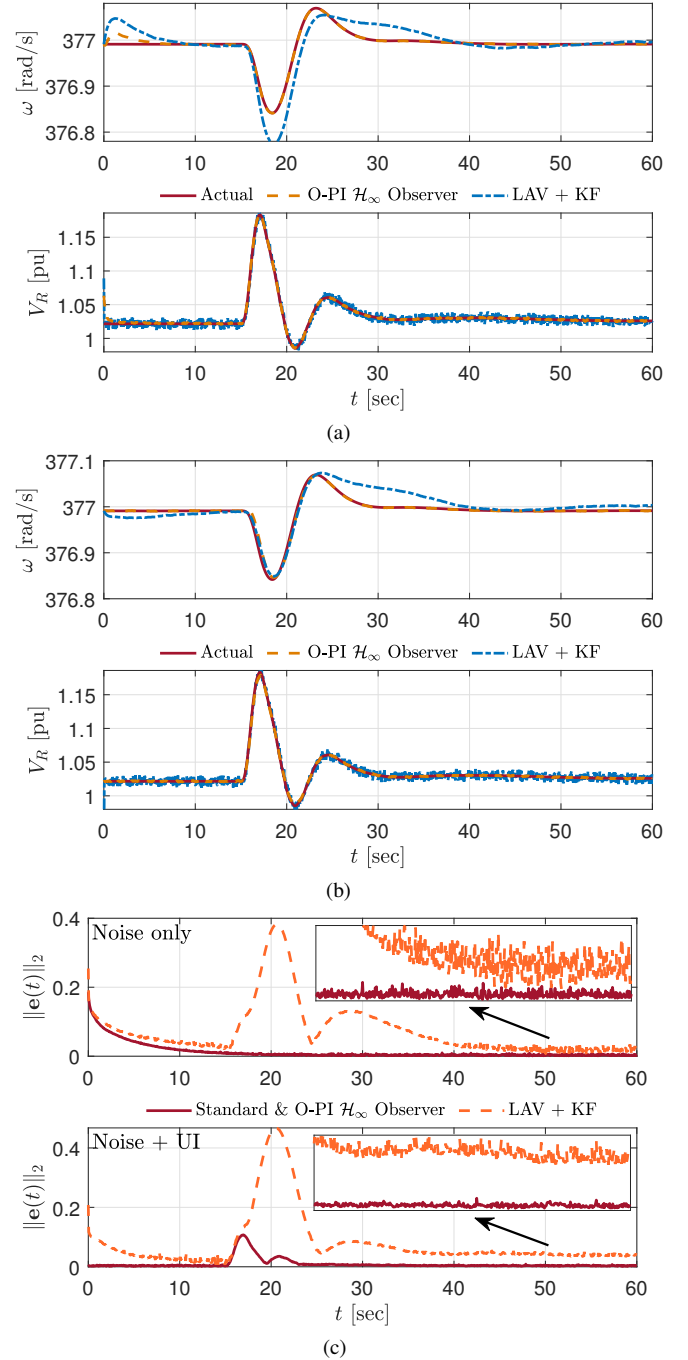 377
376.9
376.8
ω [rad/s]
0 10 20 30 40 50 60
Actual O-PI ℋ∞ Observer LAV + KF
1.15
1.1
1.05
1
V_R [pu]
0 10 20 30 40 50 60
t [sec]
(a)
377.1
377
376.9
376.8
ω [rad/s]
0 10 20 30 40 50 60
Actual O-PI ℋ∞ Observer LAV + KF
1.15
1.1
1.05
1
V_R [pu]
0 10 20 30 40 50 60
t [sec]
(b)
0.4
0.2
0
||e(t)||₂
Noise only
0 10 20 30 40 50 60
Standard & O-PI ℋ∞ Observer LAV + KF
0.4
0.2
0
||e(t)||₂
Noise + UI
0 10 20 30 40 50 60
t [sec]
(c)